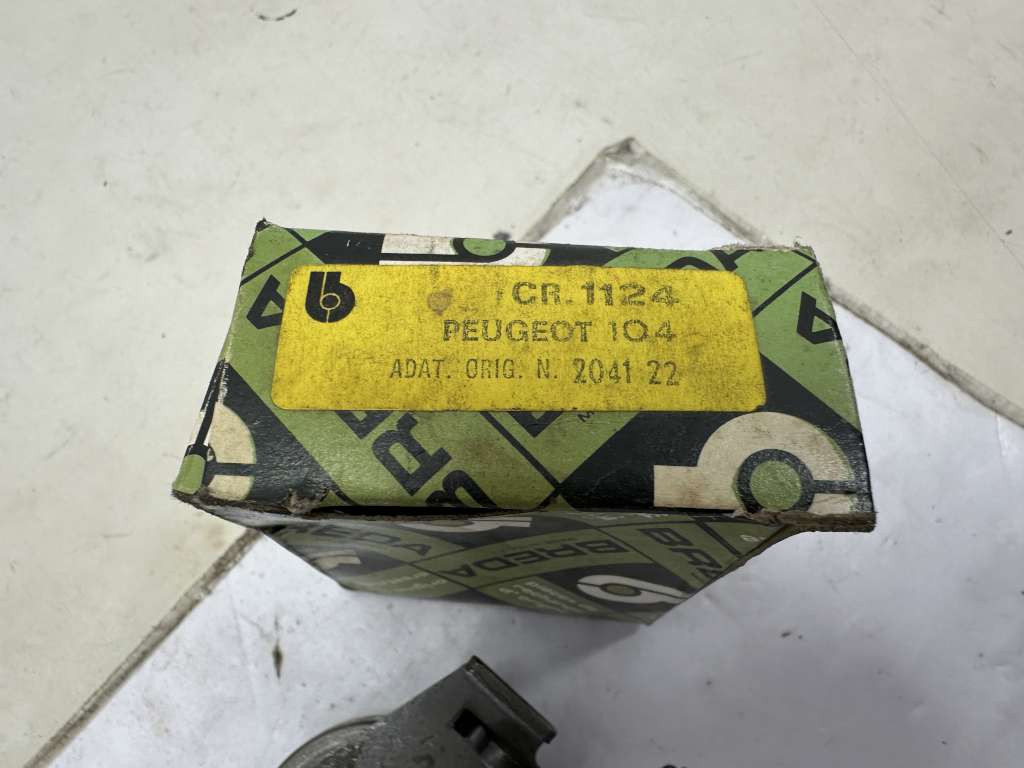 CR. 1124
PEUGEOT 104
ADAT. ORIG. N. 2041 22
BREDA